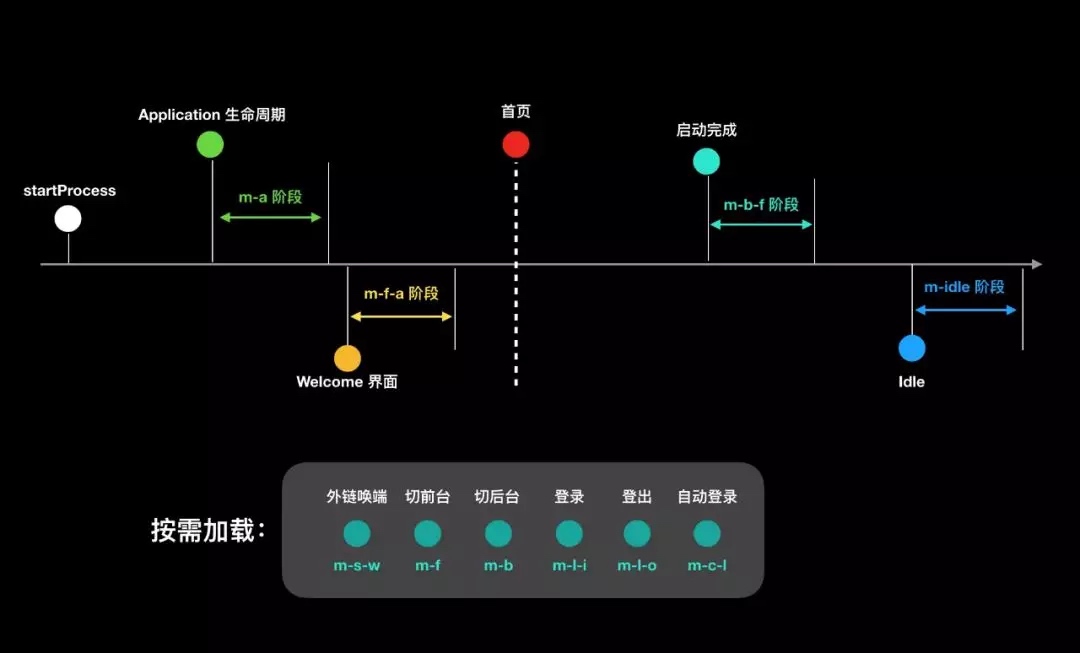 Application 生命周期
首页
启动完成
startProcess
m-a 阶段
m-b-f 阶段
m-f-a 阶段
m-idle 阶段
Welcome 界面
Idle
按需加载：
外链唤端 切前台 切后台 登录 登出 自动登录
m-s-w m-f m-b m-l-i m-l-o m-c-l